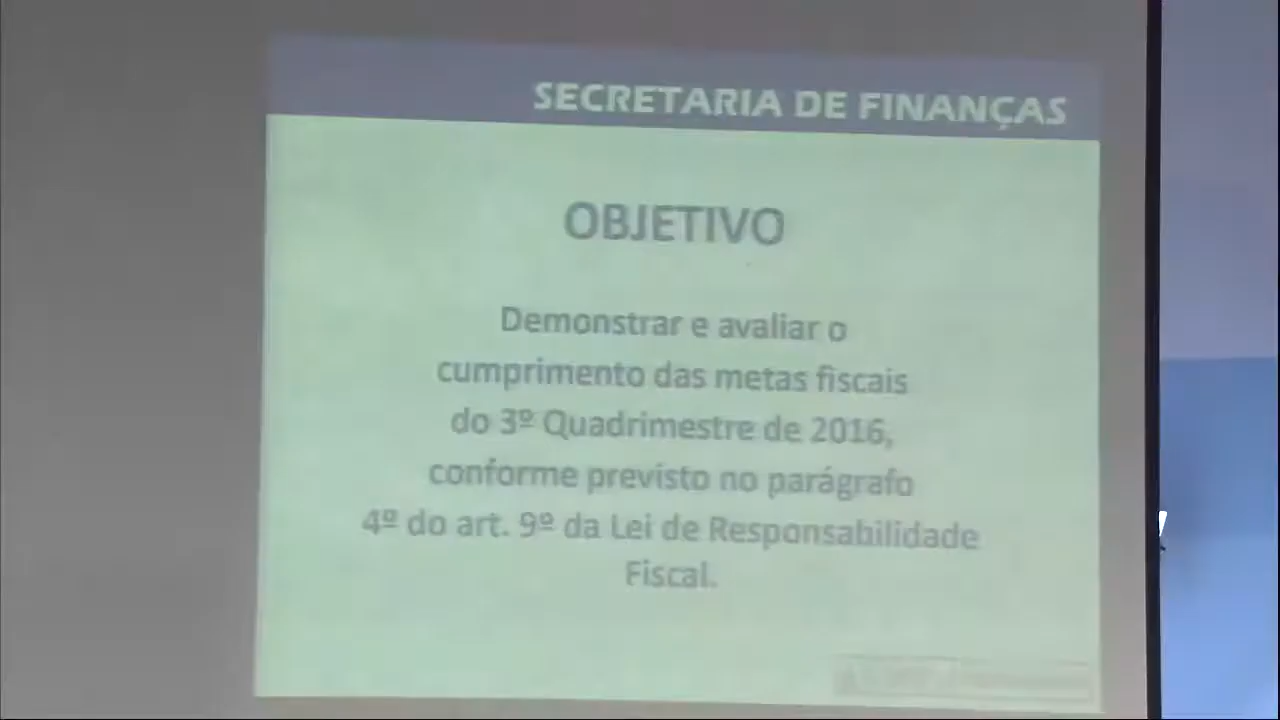 SECRETARIA DE FINANÇAS
OBJETIVO
Demonstrar e avaliar o
cumprimento das metas fiscais
do 3º Quadrimestre de 2016,
conforme previsto no parágrafo
4º do art. 9º da Lei de Responsabilidade
Fiscal.